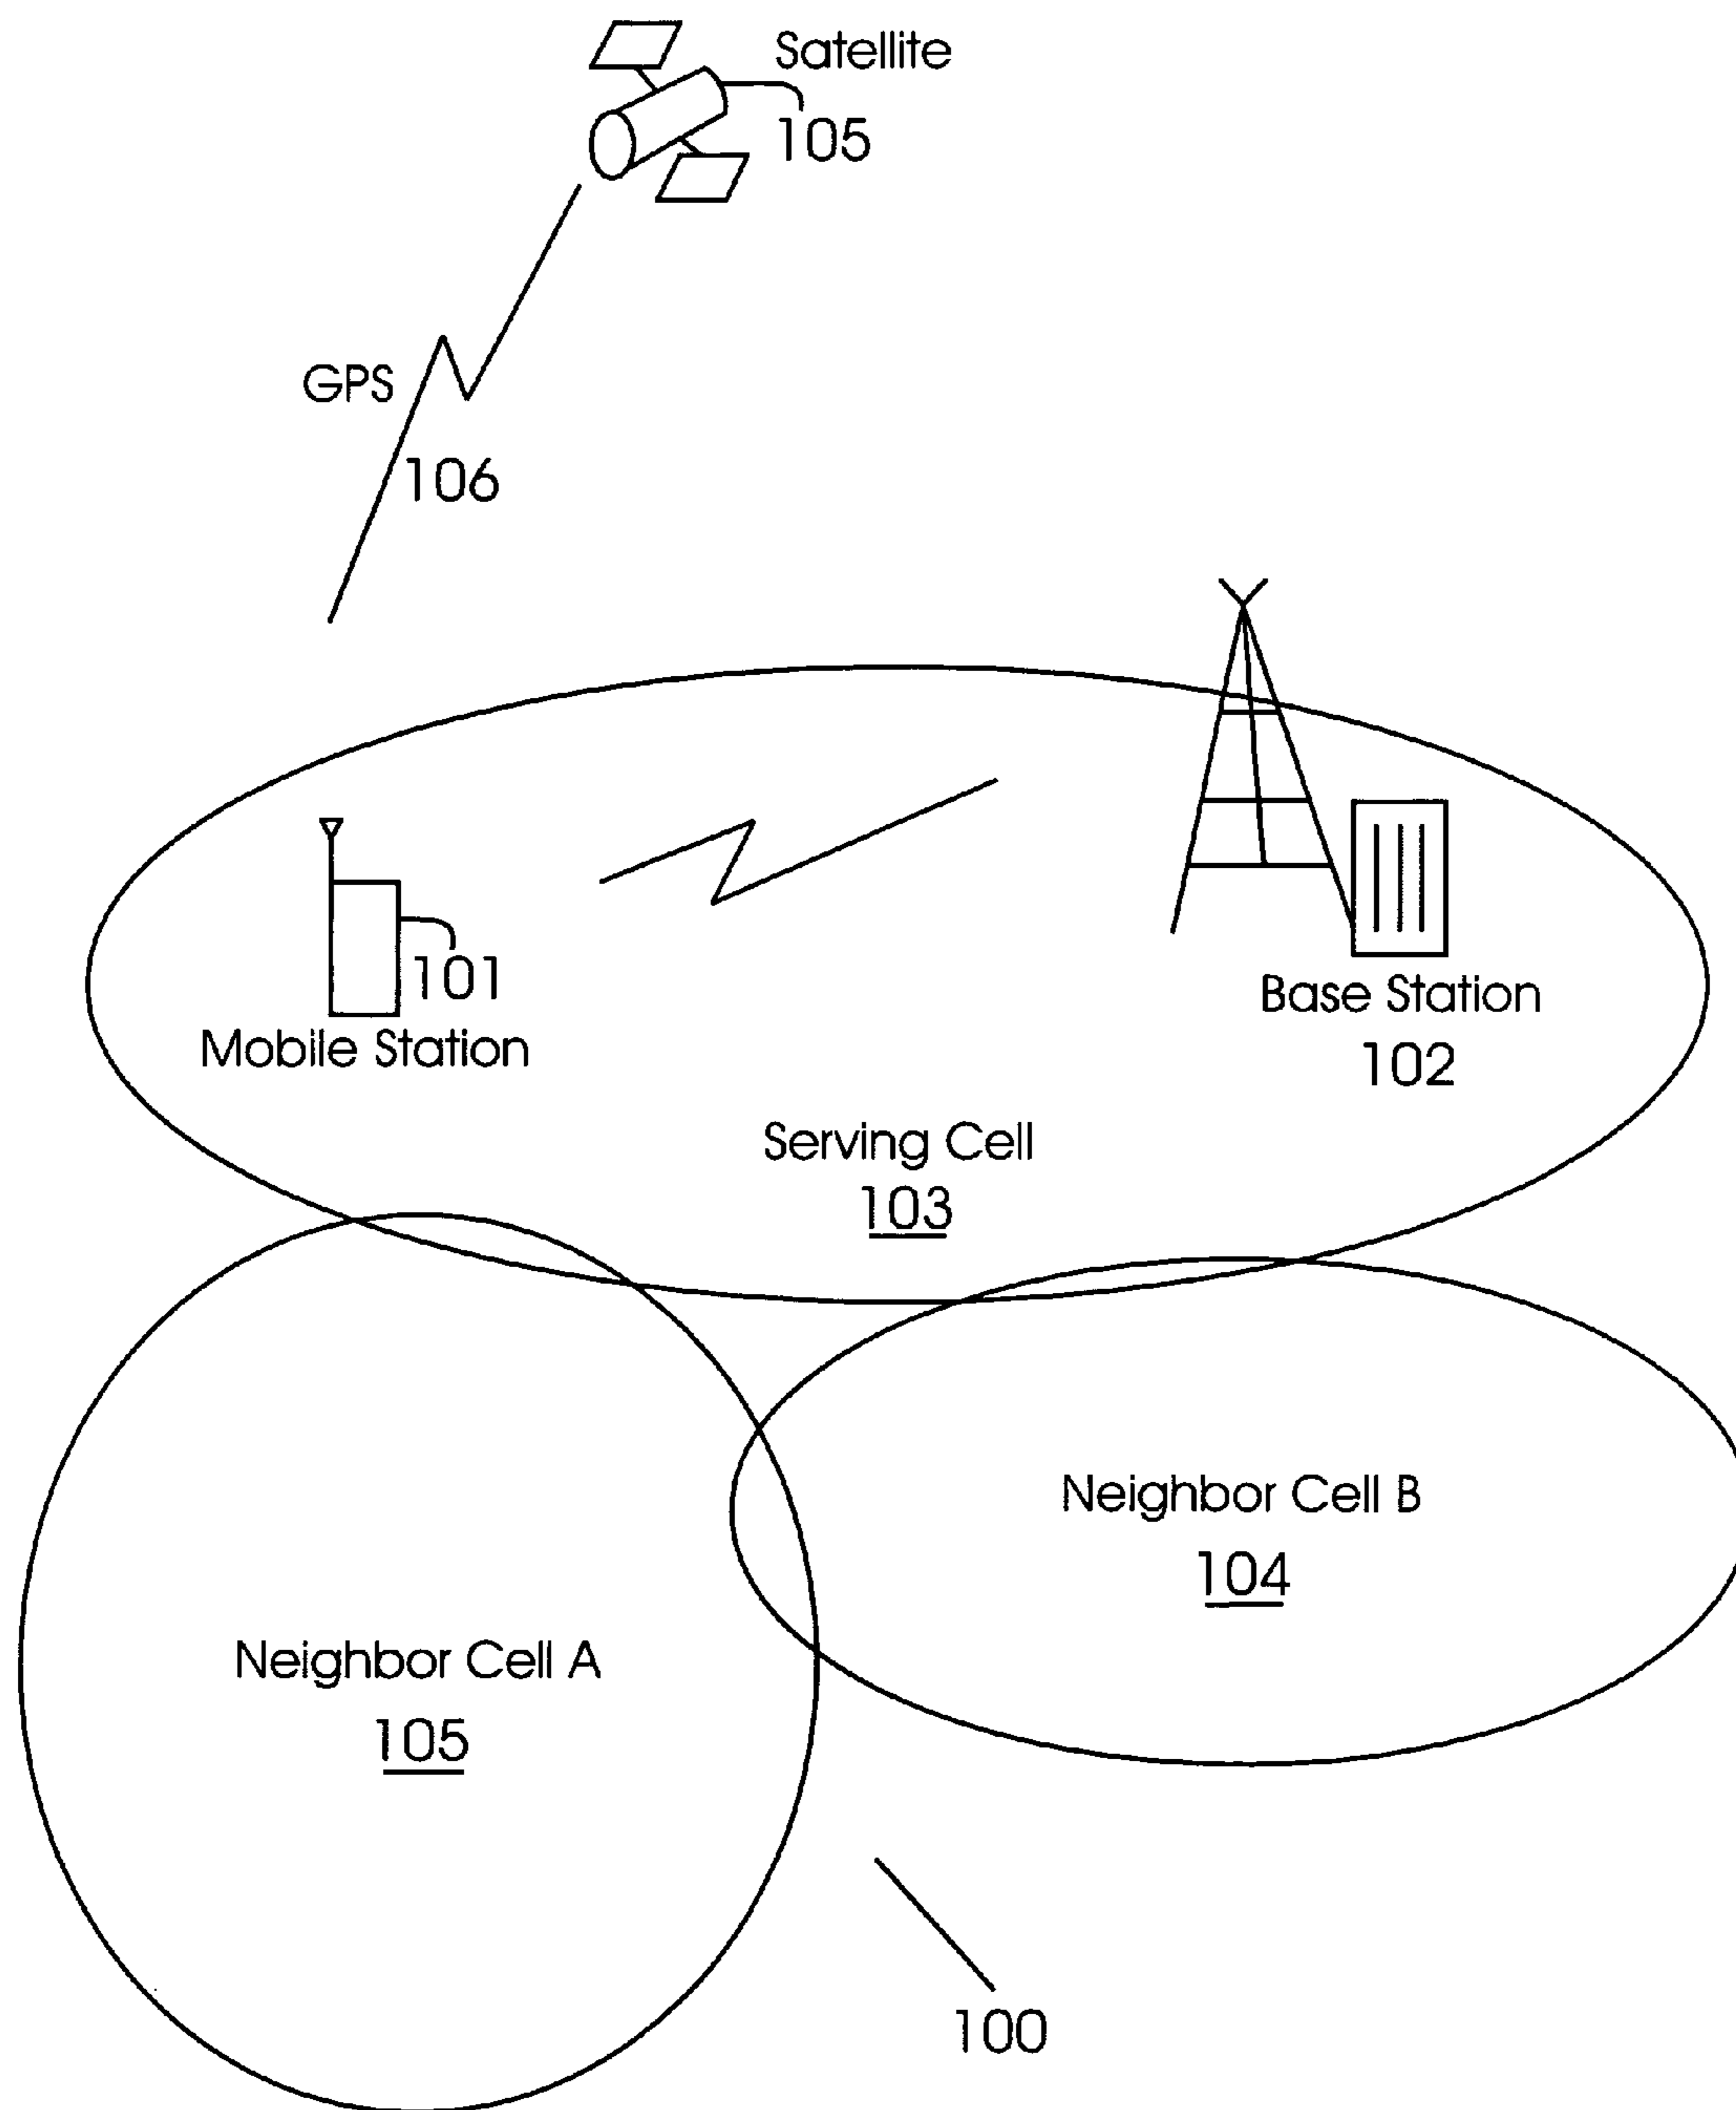 Satellite
105
GPS
106
101
Mobile Station
Base Station
102
Serving Cell
103
Neighbor Cell B
104
Neighbor Cell A
105
100